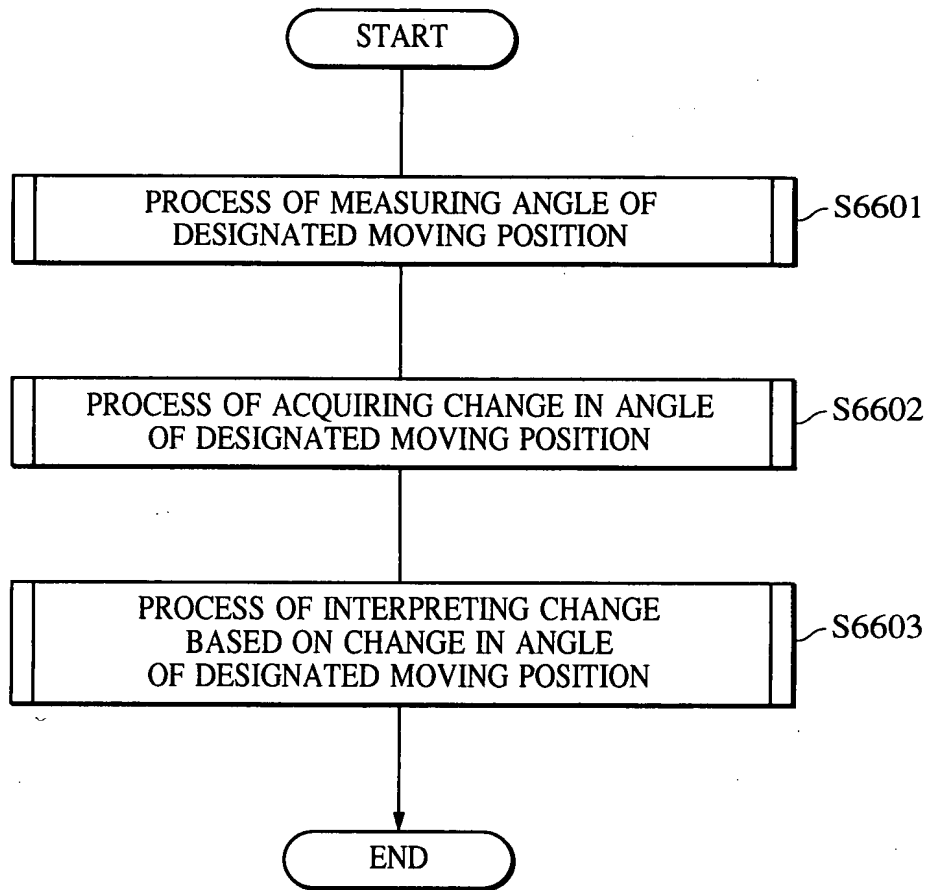 START
PROCESS OF MEASURING ANGLE OF
DESIGNATED MOVING POSITION
S6601
PROCESS OF ACQUIRING CHANGE IN ANGLE
OF DESIGNATED MOVING POSITION
S6602
PROCESS OF INTERPRETING CHANGE
BASED ON CHANGE IN ANGLE
OF DESIGNATED MOVING POSITION
S6603
END